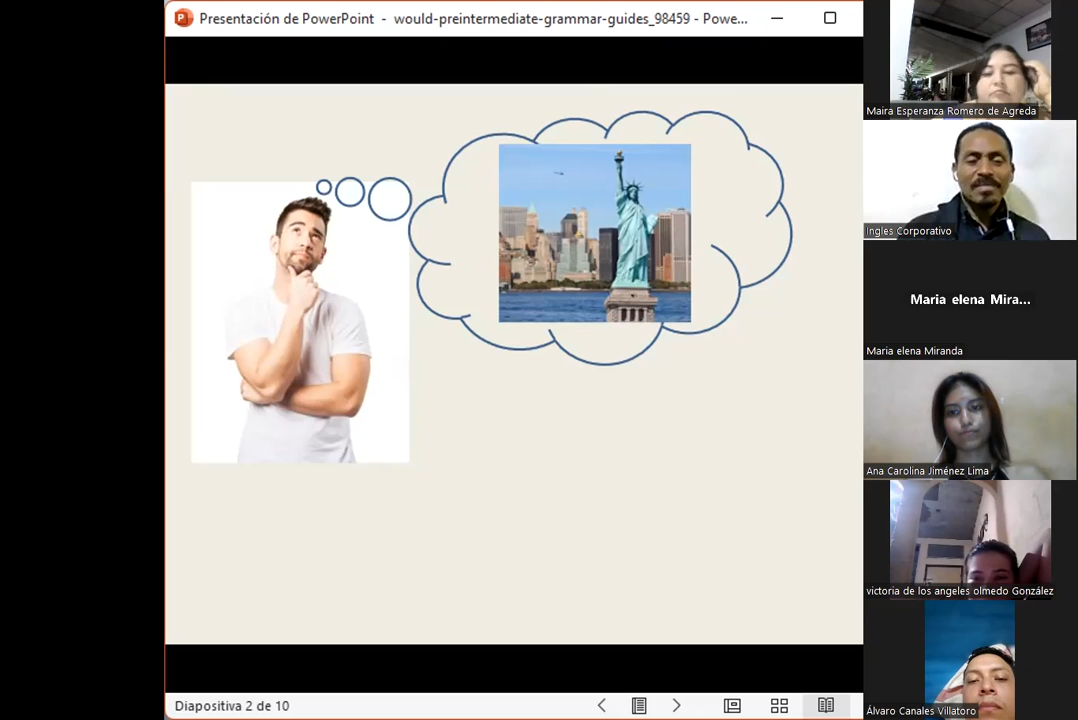 Presentación de PowerPoint - would-preintermediate-grammar-guides_98459 - Powe...
Maira Esperanza Romero de Agreda
Ingles Corporativo
Maria elena Mira...
Maria elena Miranda
Ana Carolina Jiménez Lima
victoria de los angeles olmedo González
Álvaro Canales Villatoro
Diapositiva 2 de 10